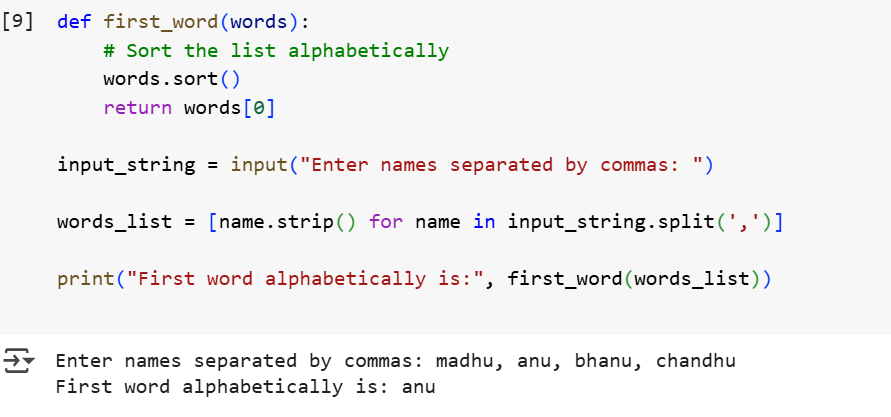 [9] def first_word(words):
# Sort the list alphabetically
words.sort()
return words[0]
input_string = input("Enter names separated by commas: ")
words_list = [name.strip() for name in input_string.split(',')]
print("First word alphabetically is:", first_word(words_list))
Enter names separated by commas: madhu, anu, bhanu, chandhu
First word alphabetically is: anu